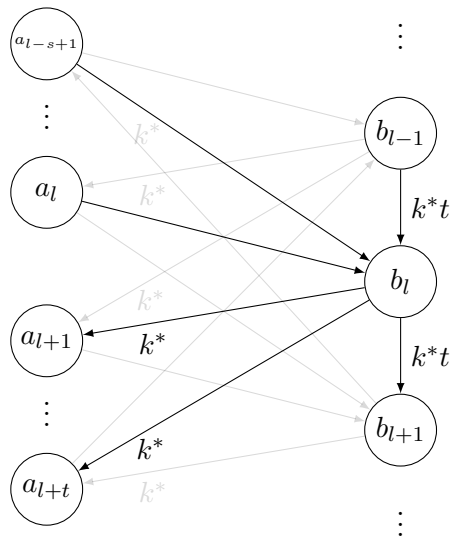 a_{l-s+1}
⋮
⋮
b_{l-1}
k*
a_l
k*
k*t
b_l
k*
a_{l+1}
k*
k*t
⋮
b_{l+1}
k*
a_{l+t}
k*
⋮